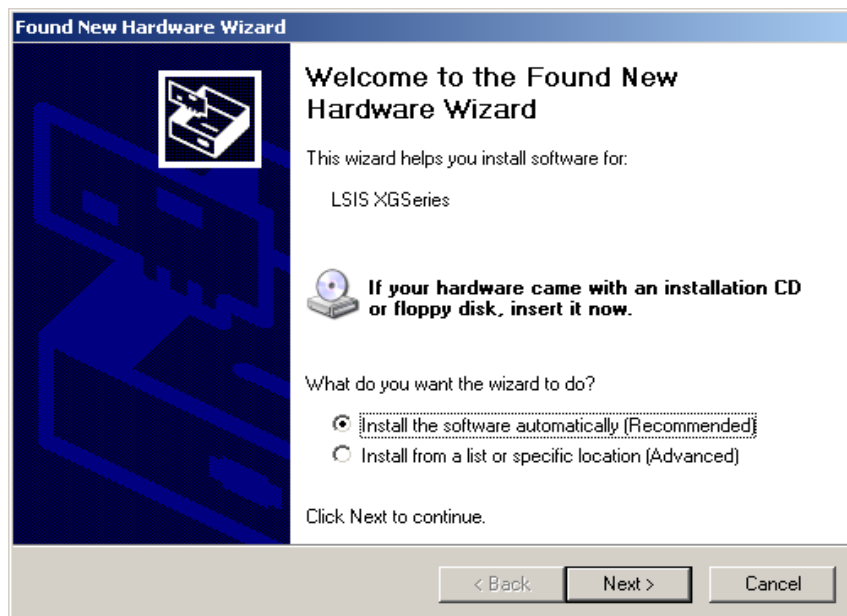 Found New Hardware Wizard
Welcome to the Found New
Hardware Wizard
This wizard helps you install software for:
LSIS XGSeries
If your hardware came with an installation CD
or floppy disk, insert it now.
What do you want the wizard to do?
Install the software automatically (Recommended)
Install from a list or specific location (Advanced)
Click Next to continue.
< Back
Next >
Cancel